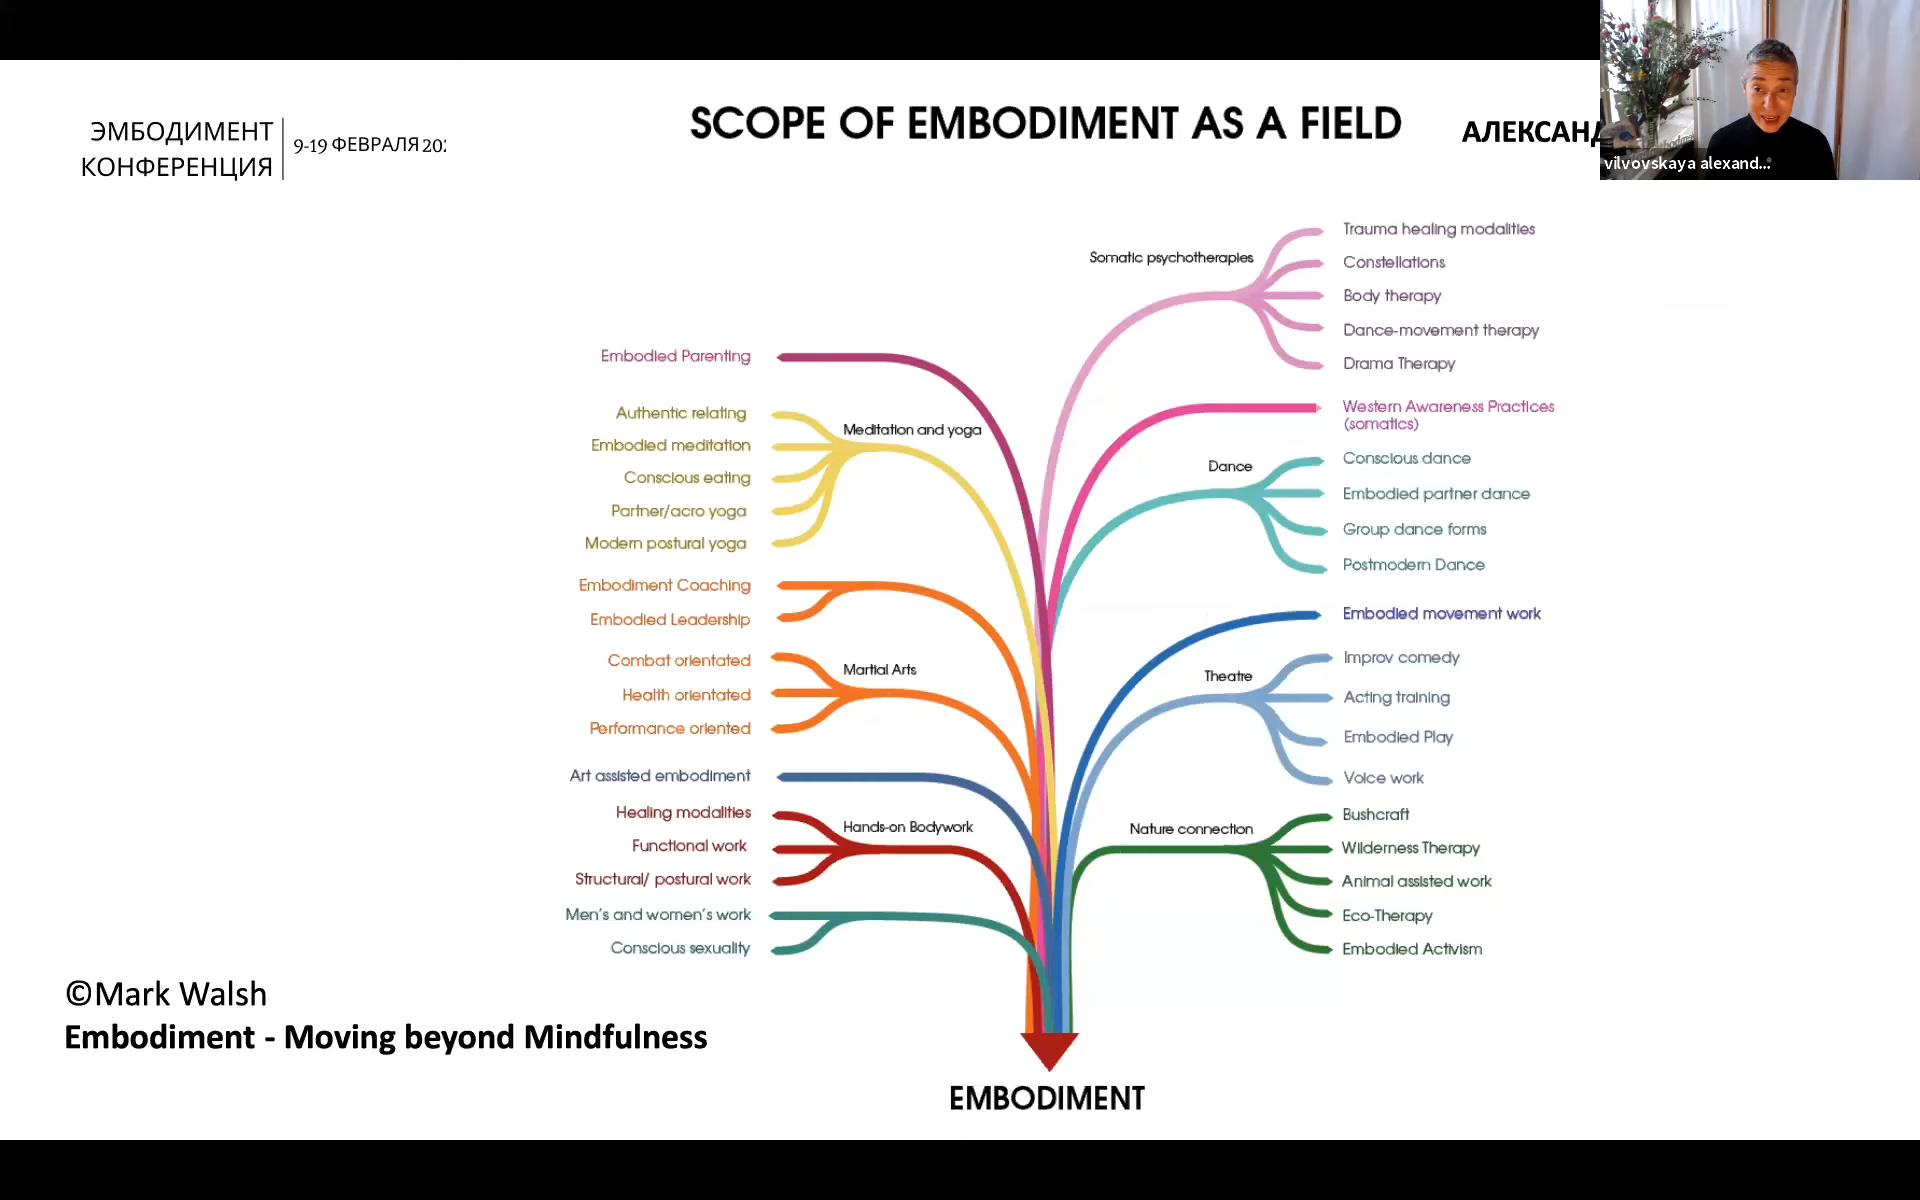 ЭМБОДИМЕНТ
КОНФЕРЕНЦИЯ
9-19 ФЕВРАЛЯ
SCOPE OF EMBODIMENT AS A FIELD
vilvovskaya alexand...
Somatic psychotherapies
Trauma healing modalities
Constellations
Body therapy
Dance-movement therapy
Drama Therapy
Embodied Parenting
Meditation and yoga
Authentic relating
Embodied meditation
Conscious eating
Partner/acro yoga
Modern postural yoga
Western Awareness Practices
(somatics)
Dance
Conscious dance
Embodied partner dance
Group dance forms
Postmodern Dance
Embodiment Coaching
Embodied Leadership
Embodied movement work
Martial Arts
Combat orientated
Health orientated
Performance oriented
Theatre
Improv comedy
Acting training
Embodied Play
Voice work
Art assisted embodiment
Hands-on Bodywork
Healing modalities
Functional work
Structural/ postural work
Nature connection
Bushcraft
Wilderness Therapy
Animal assisted work
Eco-Therapy
Embodied Activism
Men's and women's work
Conscious sexuality
©Mark Walsh
Embodiment - Moving beyond Mindfulness
EMBODIMENT